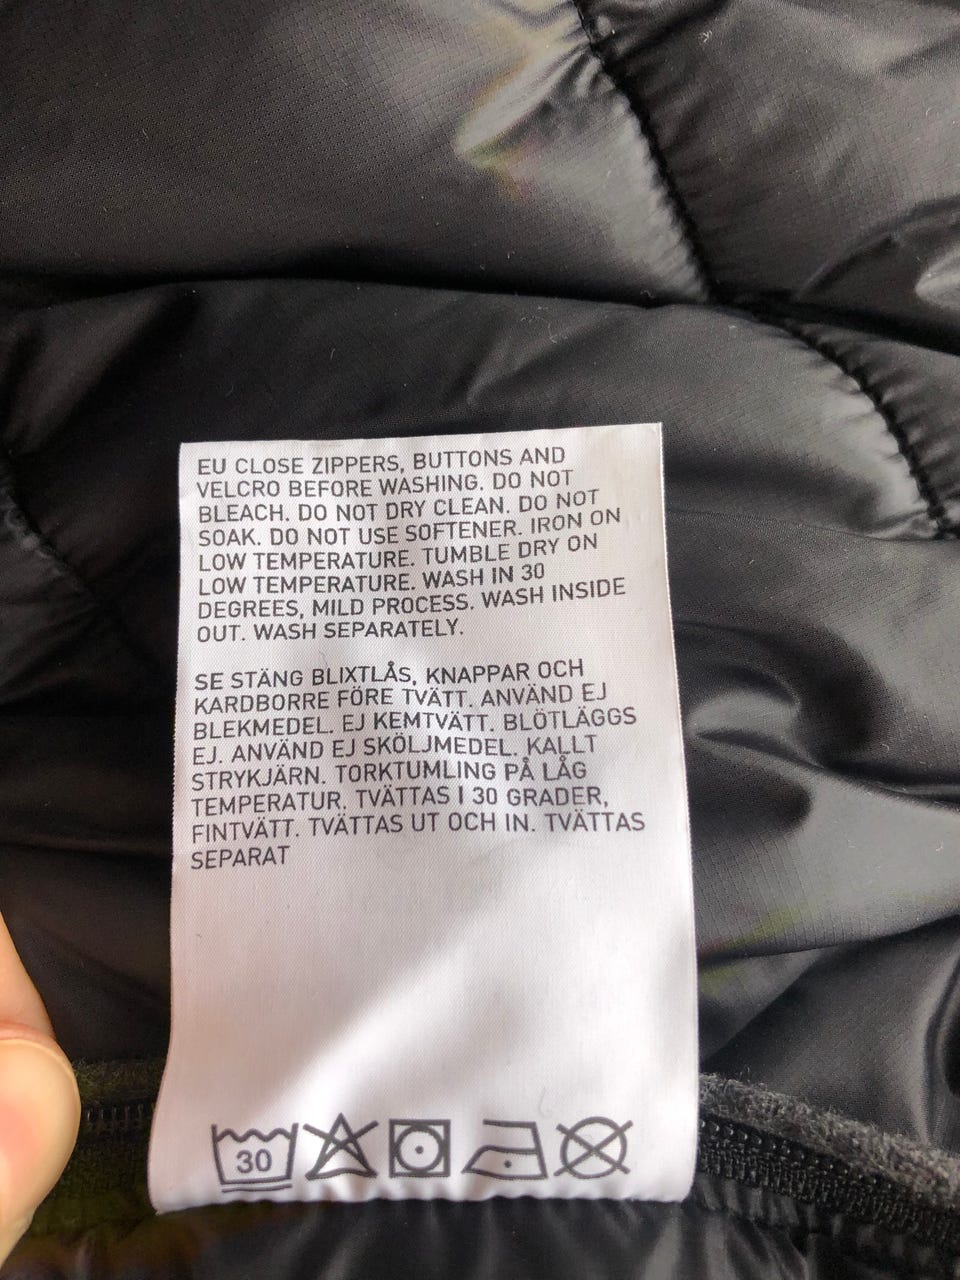 EU CLOSE ZIPPERS, BUTTONS AND
VELCRO BEFORE WASHING. DO NOT
BLEACH. DO NOT DRY CLEAN. DO NOT
SOAK. DO NOT USE SOFTENER. IRON ON
LOW TEMPERATURE. TUMBLE DRY ON
LOW TEMPERATURE. WASH IN 30
DEGREES, MILD PROCESS. WASH INSIDE
OUT. WASH SEPARATELY.
SE STÄNG BLIXTLÅS, KNAPPAR OCH
KARDBORRE FÖRE TVÄTT. ANVÄND EJ
BLEKMEDEL. EJ KEMTVÄTT. BLÖTLÄGGS
EJ. ANVÄND EJ SKÖLJMEDEL. KALLT
STRYKJÄRN. TORKTUMLING PÅ LÅG
TEMPERATUR. TVÄTTAS I 30 GRADER,
FINTVÄTT. TVÄTTAS UT OCH IN. TVÄTTAS
SEPARAT
30